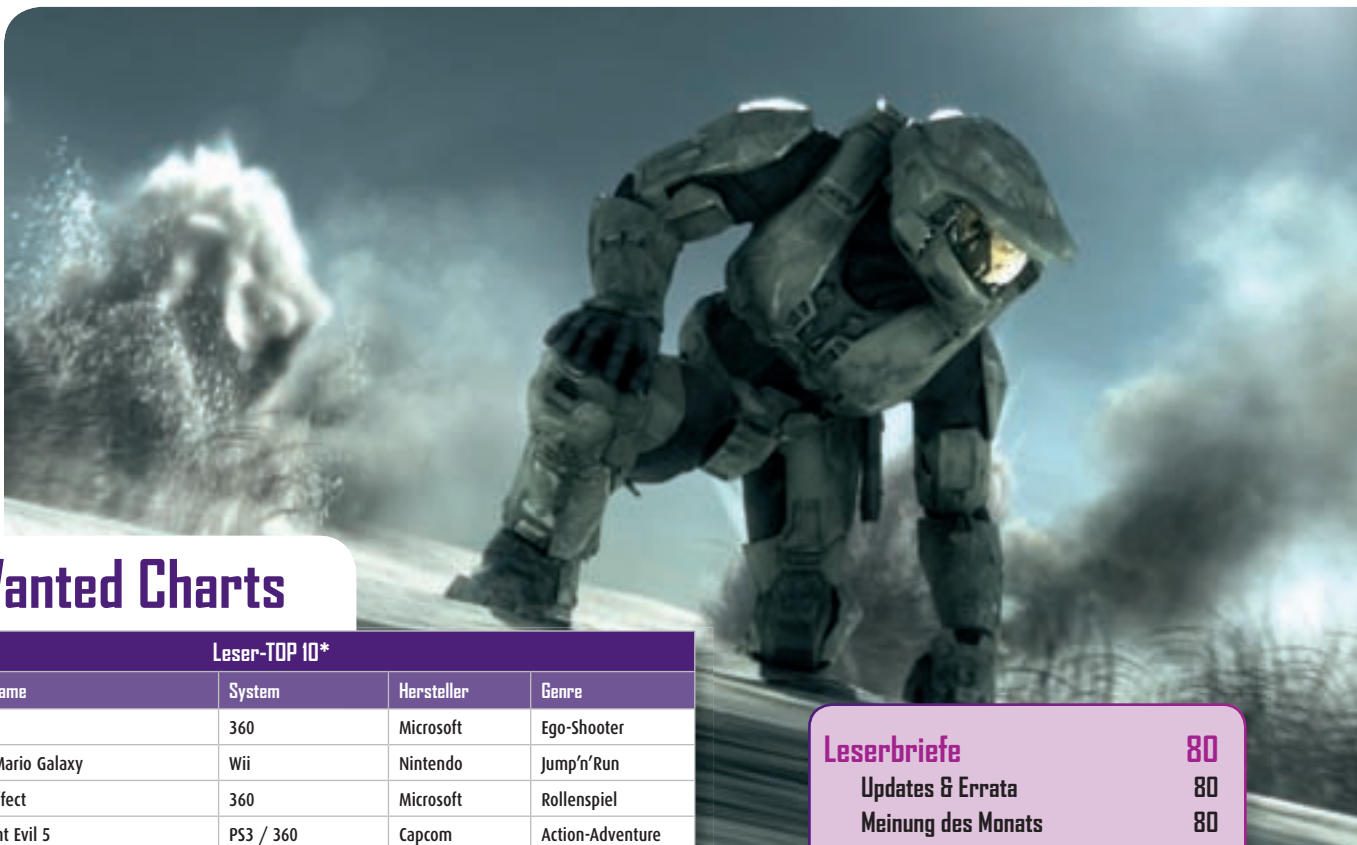 anted Charts
Leser-TOP 10*
ame System Hersteller Genre
360 Microsoft Ego-Shooter
Mario Galaxy Wii Nintendo Jump’n’Run
fect 360 Microsoft Rollenspiel
nt Evil 5 PS3 / 360 Capcom Action-Adventure
Leserbriefe 80
Updates & Errata 80
Meinung des Monats 80